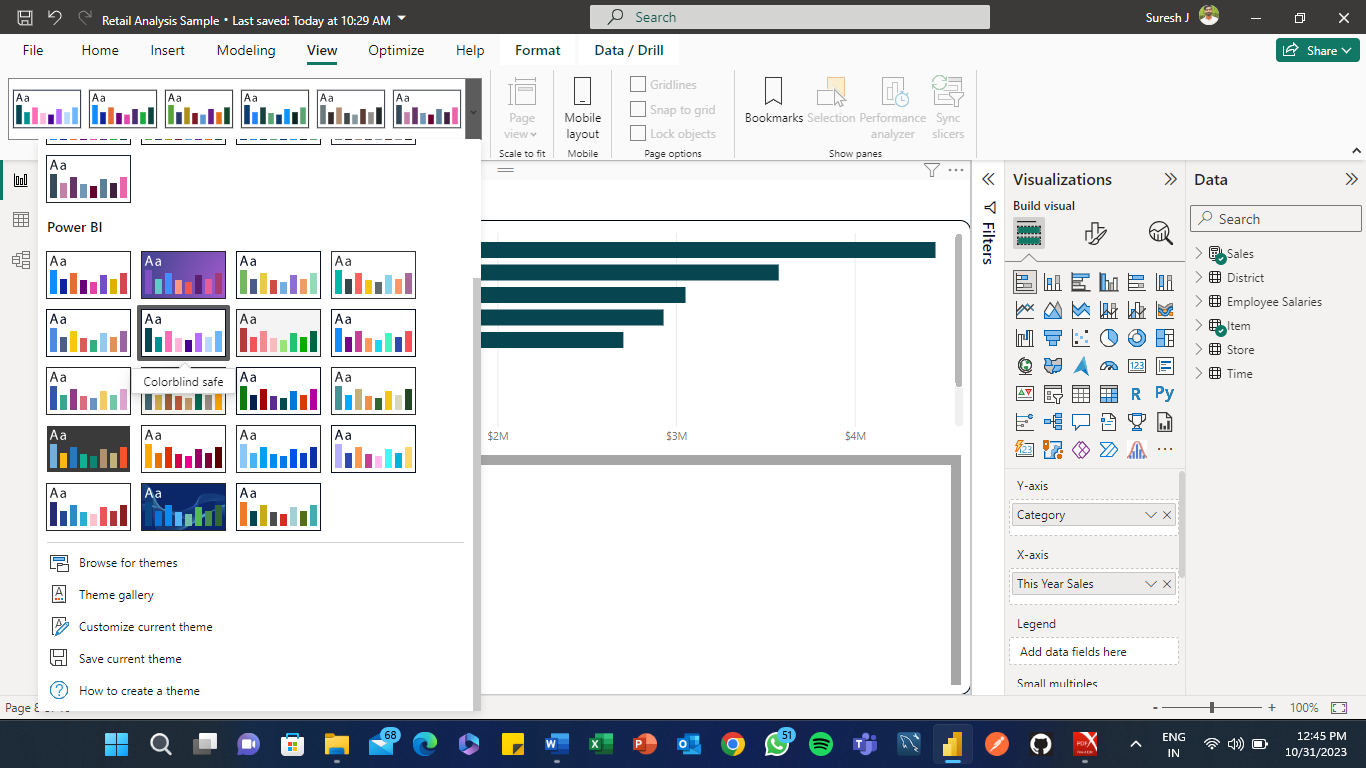 Retail Analysis Sample • Last saved: Today at 10:29 AM
Search
Suresh J
File
Home
Insert
Modeling
View
Optimize
Help
Format
Data / Drill
Share
Aa
Aa
Aa
Aa
Aa
Aa
Page view
Scale to fit
Mobile layout
Mobile
Gridlines
Snap to grid
Lock objects
Page options
Bookmarks
Selection
Performance analyzer
Sync slicers
Show panes
Aa
Power BI
Aa
Aa
Aa
Aa
Aa
Aa
Aa
Aa
Colorblind safe
Aa
Aa
Aa
Aa
Aa
Aa
Aa
Aa
Aa
Aa
Browse for themes
Theme gallery
Customize current theme
Save current theme
How to create a theme
$2M
$3M
$4M
Filters
Visualizations
Build visual
123
R
Py
123
Y-axis
Category
X-axis
This Year Sales
Legend
Add data fields here
Small multiples
Data
Search
Sales
District
Employee Salaries
Item
Store
Time
Page 8
- + 100%
68
51
ENG
IN
12:45 PM
10/31/2023